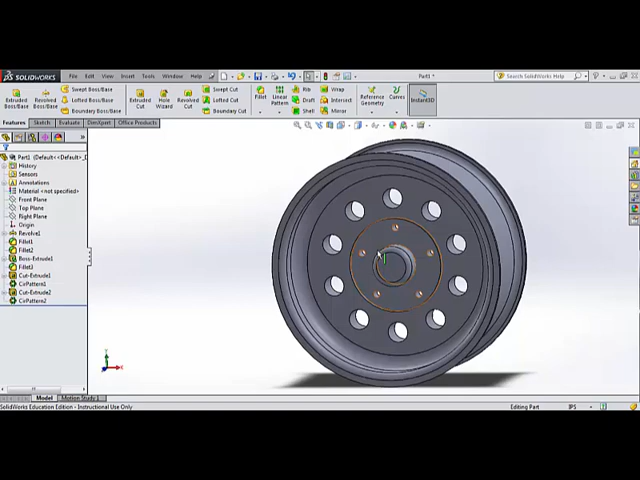 SOLIDWORKS File Edit View Insert Tools Window Help Part1 * Search SolidWorks Help
Extruded Boss/Base
Revolved Boss/Base
Swept Boss/Base
Lofted Boss/Base
Boundary Boss/Base
Extruded Cut
Hole Wizard
Revolved Cut
Swept Cut
Lofted Cut
Boundary Cut
Fillet
Linear Pattern
Rib
Draft
Shell
Wrap
Intersect
Mirror
Reference Geometry
Curves
Instant3D
Features Sketch Evaluate DimXpert Office Products
Part1 (Default<<Default>_D
History
Sensors
Annotations
Material <not specified>
Front Plane
Top Plane
Right Plane
Origin
Revolve1
Fillet1
Fillet2
Boss-Extrude1
Fillet3
Cut-Extrude1
CirPattern1
Cut-Extrude2
CirPattern2
Model Motion Study 1
SolidWorks Education Edition - Instructional Use Only Editing Part IPS